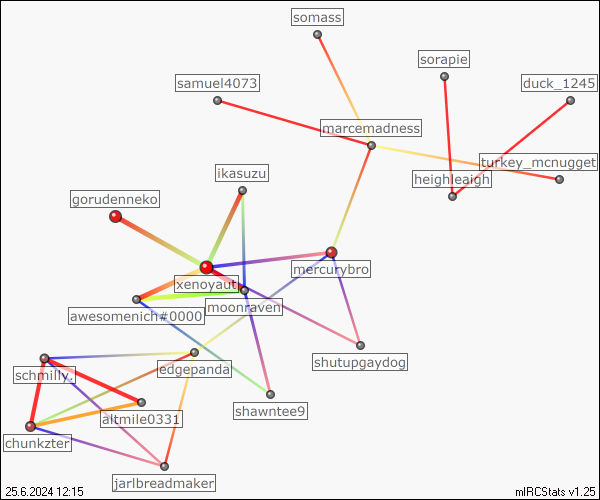 somass
sorapie
samuel4073
duck_1245
marcemadness
turkey_mcnugget
ikasuzu
heighleaigh
gorudenneko
mercurybro
xenoyaut
moonraven
awesomenich#0000
shutupgaydog
edgepanda
schmilly.
shawntee9
altmile0331
chunkzter
jarlbreadmaker
25.6.2024 12:15
mIRCStats v1.25